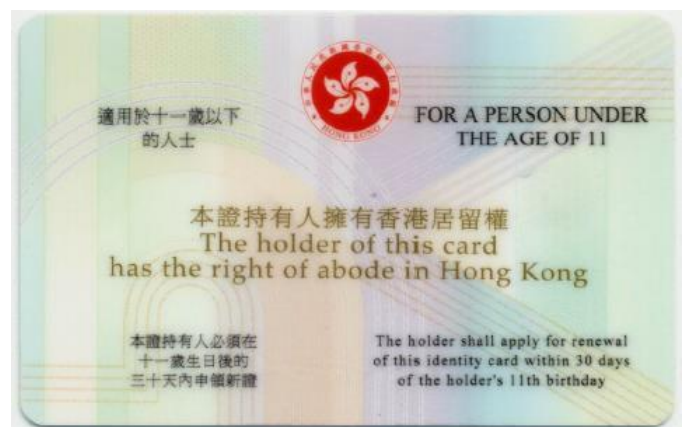 適用於十一歲以下
的人士
HONG KONG
FOR A PERSON UNDER
THE AGE OF 11
本證持有人擁有香港居留權
The holder of this card
has the right of abode in Hong Kong
本證持有人必須在
十一歲生日後的
三十天內申領新證
The holder shall apply for renewal
of this identity card within 30 days
of the holder's 11th birthday